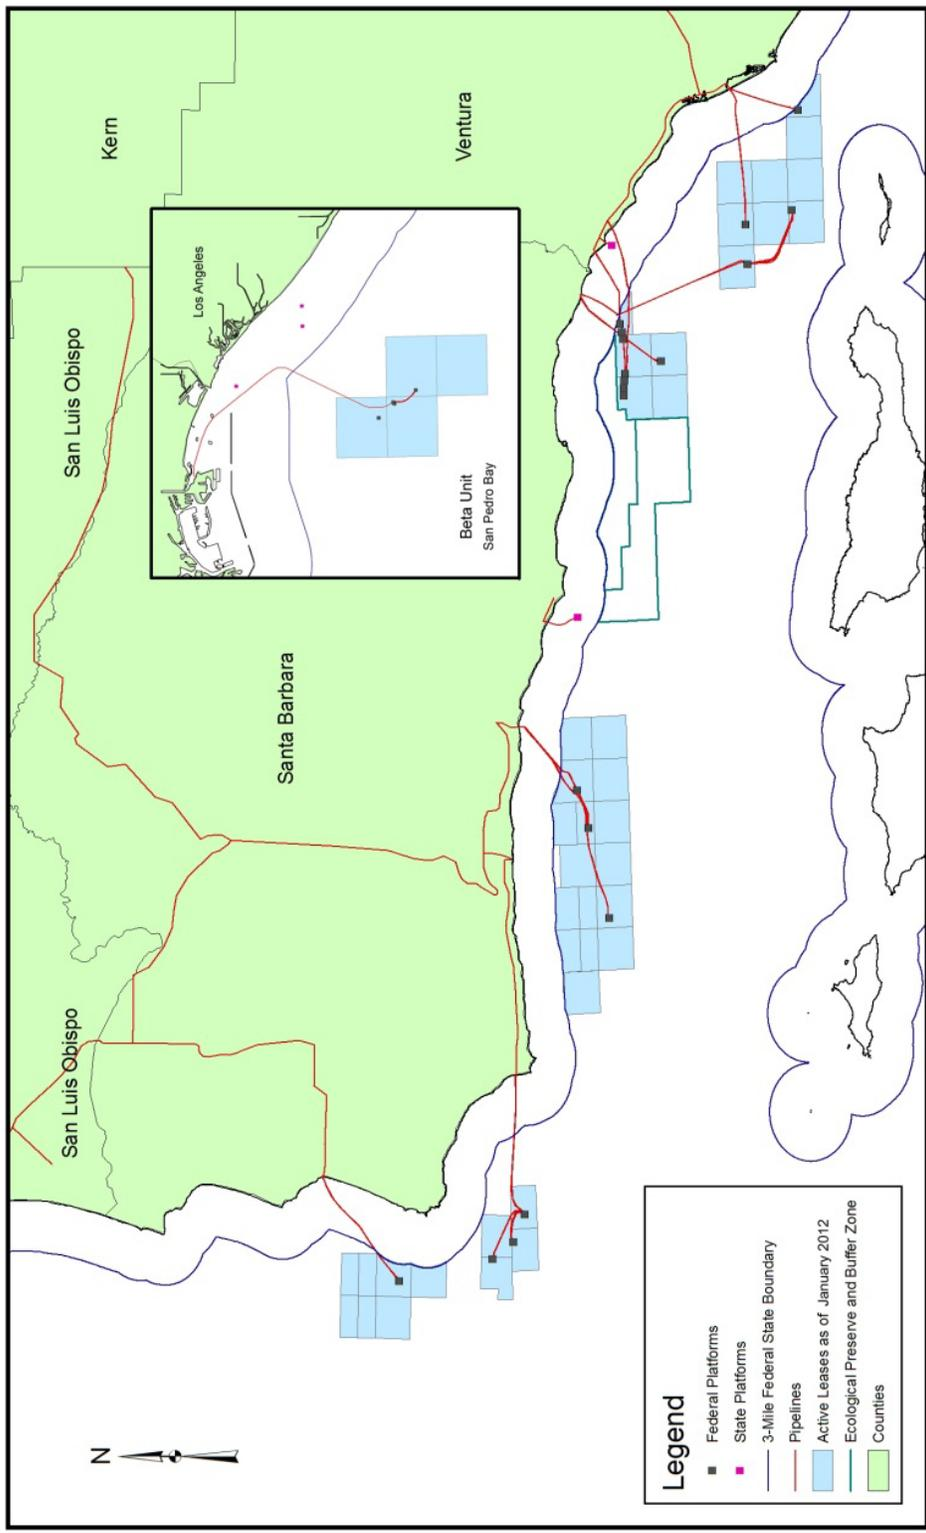 San Luis Obispo
San Luis Obispo
Kern
Santa Barbara
Ventura
Los Angeles
Beta Unit
San Pedro Bay
N
Legend
Federal Platforms
State Platforms
3-Mile Federal State Boundary
Pipelines
Active Leases as of January 2012
Ecological Preserve and Buffer Zone
Counties